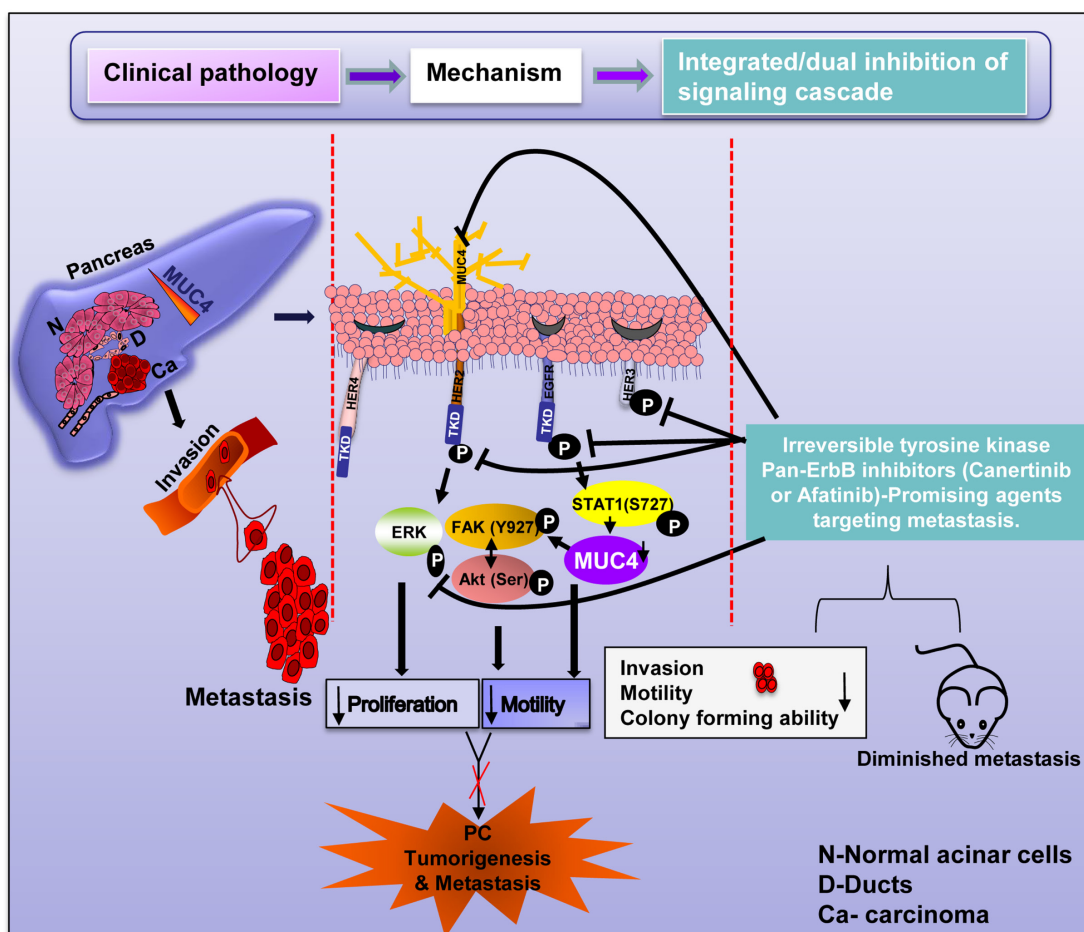 Clinical pathology
Mechanism
Integrated/dual inhibition of
signaling cascade
Pancreas
MUC4
N
D
Ca
Invasion
Metastasis
MUC4
HER4
TKD
HER2
TKD
P
EGFR
TKD
P
HER3
P
ERK
P
FAK (Y927)
P
Akt (Ser)
P
STAT1(S727)
P
MUC4
Proliferation
Motility
PC
Tumorigenesis
& Metastasis
Irreversible tyrosine kinase
Pan-ErbB inhibitors (Canertinib
or Afatinib)-Promising agents
targeting metastasis.
Invasion
Motility
Colony forming ability
Diminished metastasis
N-Normal acinar cells
D-Ducts
Ca- carcinoma